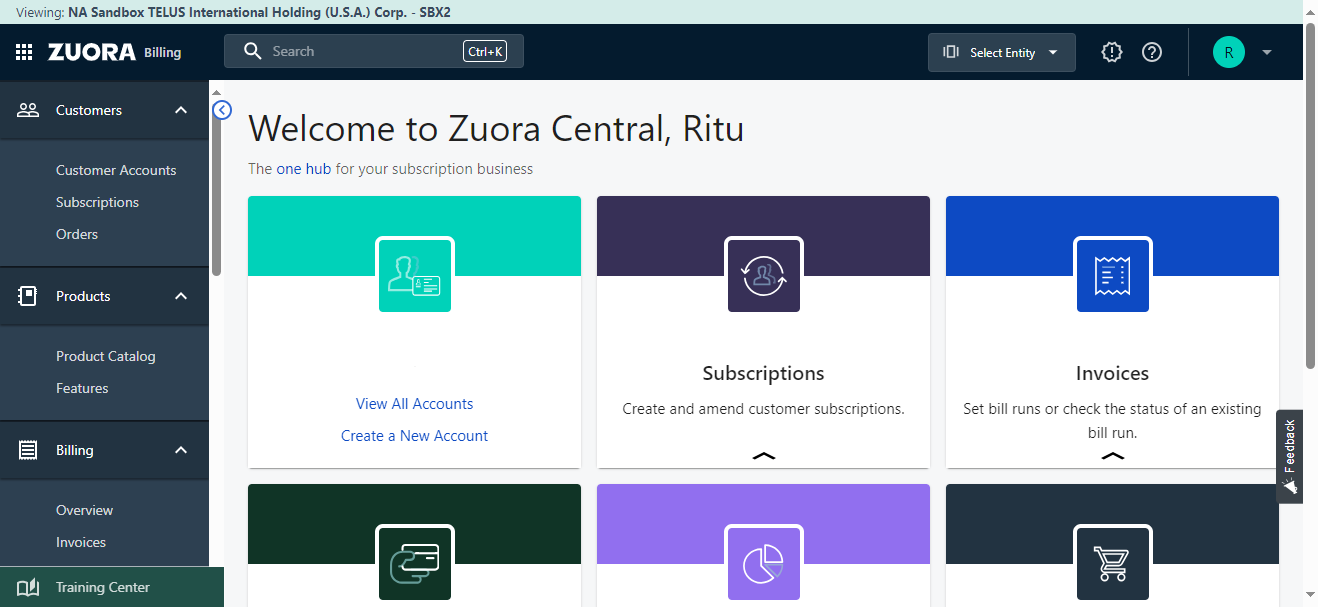 Viewing: NA Sandbox TELUS International Holding (U.S.A.) Corp. - SBX2
ZUORA Billing
Search
Ctrl+K
Select Entity
R
Customers
Customer Accounts
Subscriptions
Orders
Products
Product Catalog
Features
Billing
Overview
Invoices
Training Center
Welcome to Zuora Central, Ritu
The one hub for your subscription business
View All Accounts
Create a New Account
Subscriptions
Create and amend customer subscriptions.
Invoices
Set bill runs or check the status of an existing
bill run.
Feedback